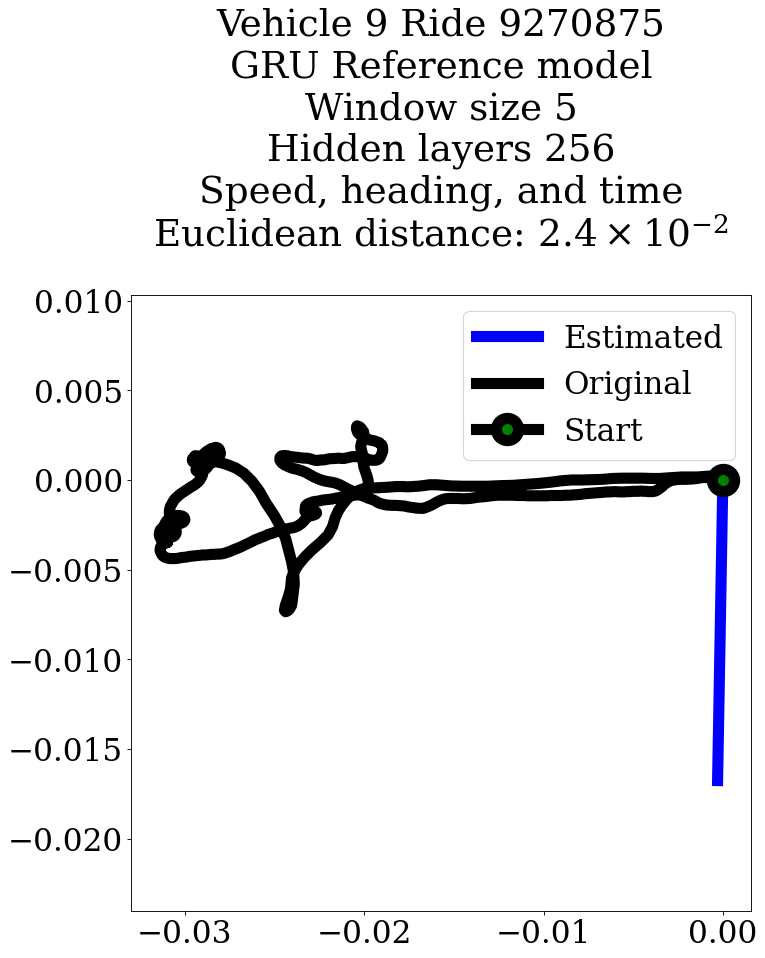 Vehicle 9 Ride 9270875
GRU Reference model
Window size 5
Hidden layers 256
Speed, heading, and time
Euclidean distance: 2.4 × 10⁻²
0.010
0.005
0.000
−0.005
−0.010
−0.015
−0.020
Estimated
Original
Start
−0.03
−0.02
−0.01
0.00